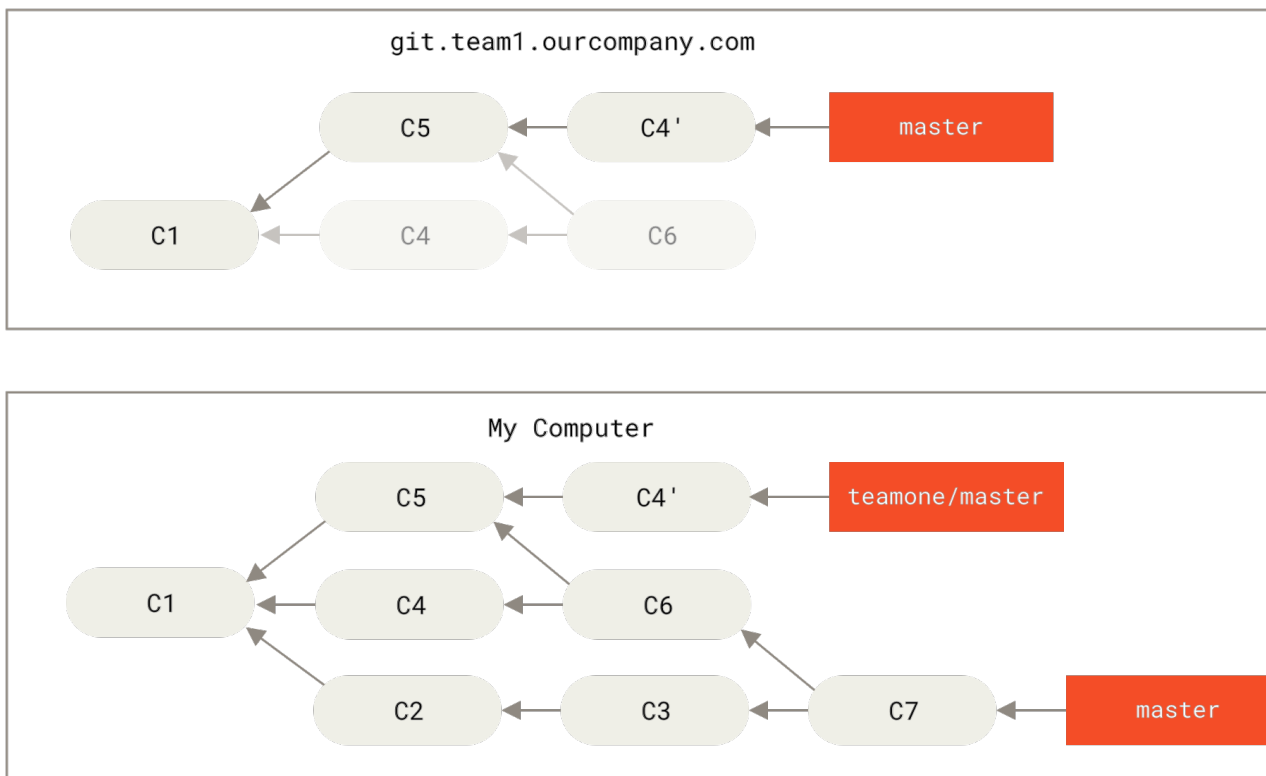 git.team1.ourcompany.com
C5 C4' master
C1 C4 C6
My Computer
C5 C4' teamone/master
C1 C4 C6
C2 C3 C7 master